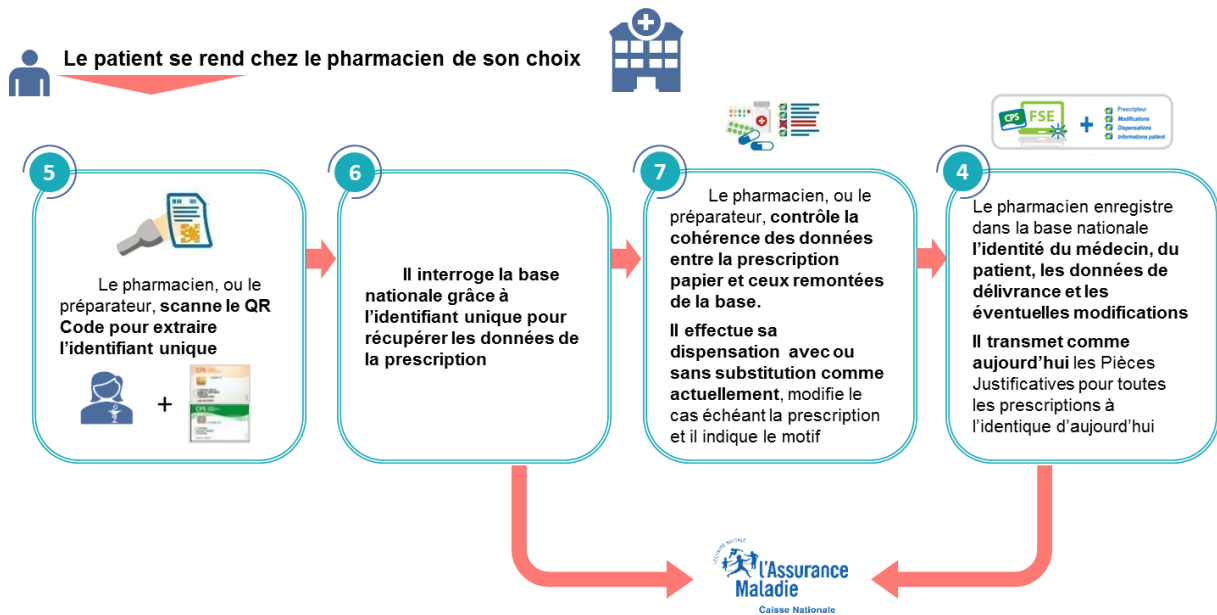 Le patient se rend chez le pharmacien de son choix
5
Le pharmacien, ou le
préparateur, scanne le QR
Code pour extraire
l'identifiant unique
CPE
+
CPS
6
Il interroge la base
nationale grâce à
l'identifiant unique pour
récupérer les données de
la prescription
7
Le pharmacien, ou le
préparateur, contrôle la
cohérence des données
entre la prescription
papier et ceux remontées
de la base.
Il effectue sa
dispensation avec ou
sans substitution comme
actuellement, modifie le
cas échéant la prescription
et il indique le motif
CPS
FSE
+
Prescripteur
Modifications
Dispensations
Informations patient
4
Le pharmacien enregistre
dans la base nationale
l'identité du médecin, du
patient, les données de
délivrance et les
éventuelles modifications
Il transmet comme
aujourd'hui les Pièces
Justificatives pour toutes
les prescriptions à
l'identique d'aujourd'hui
l'Assurance
Maladie
Caisse Nationale